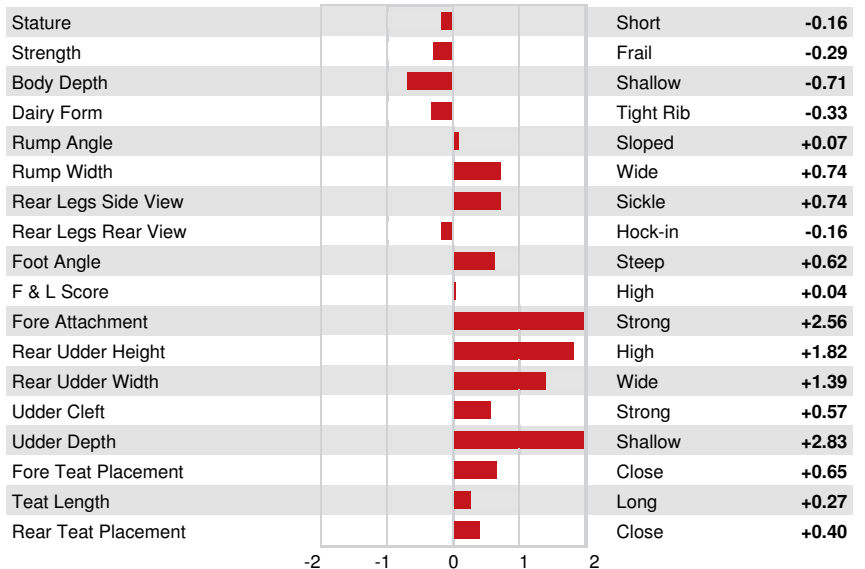 Stature Short -0.16
Strength Frail -0.29
Body Depth Shallow -0.71
Dairy Form Tight Rib -0.33
Rump Angle Sloped +0.07
Rump Width Wide +0.74
Rear Legs Side View Sickle +0.74
Rear Legs Rear View Hock-in -0.16
Foot Angle Steep +0.62
F & L Score High +0.04
Fore Attachment Strong +2.56
Rear Udder Height High +1.82
Rear Udder Width Wide +1.39
Udder Cleft Strong +0.57
Udder Depth Shallow +2.83
Fore Teat Placement Close +0.65
Teat Length Long +0.27
Rear Teat Placement Close +0.40
-2 -1 0 1 2